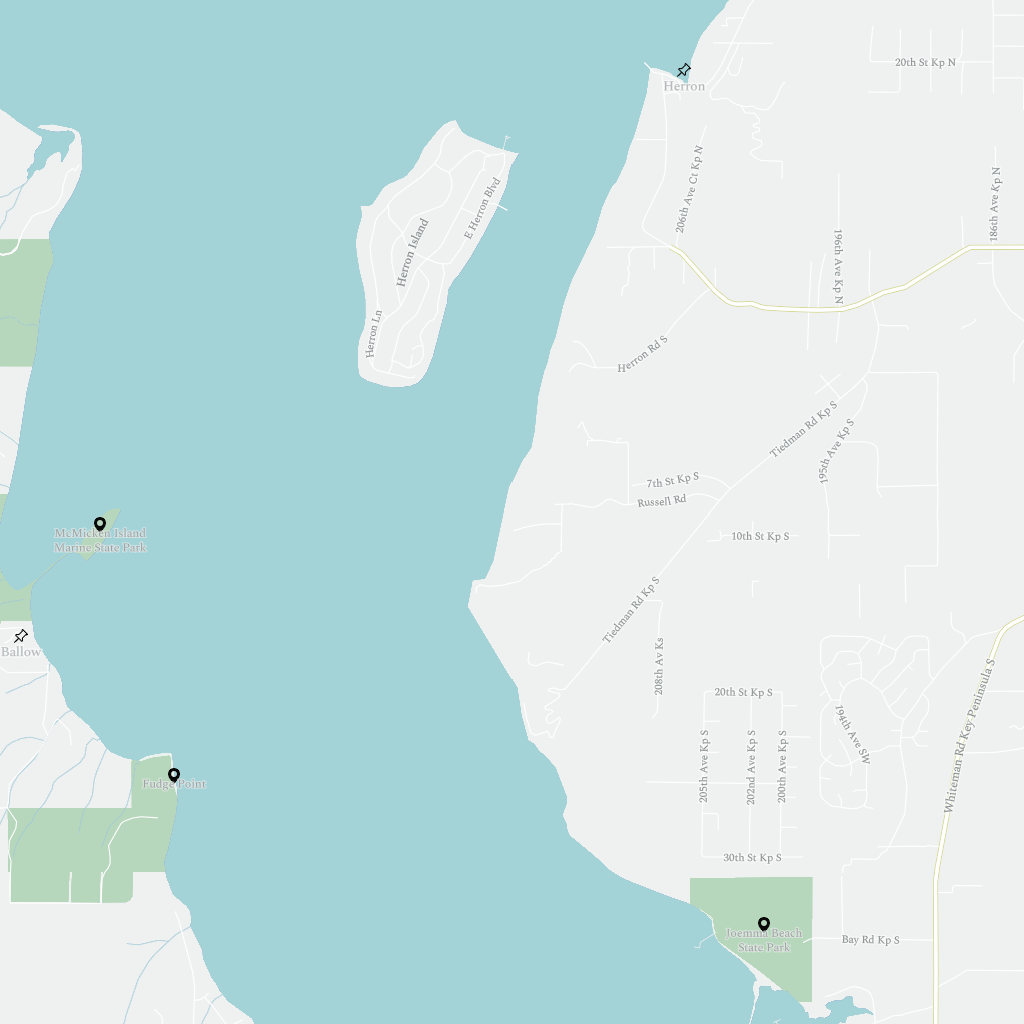 20th St Kp N
Herron
206th Ave Ct Kp N
186th Ave Kp N
E Herron Blvd
Herron Island
196th Ave Kp N
Herron Ln
Herron Rd S
Tiedman Rd Kp S
195th Ave Kp S
7th St Kp S
Russell Rd
McMicken Island
Marine State Park
10th St Kp S
Tiedman Rd Kp S
Ballow
208th Av Ks
20th St Kp S
194th Ave SW
Whiteman Rd Key Peninsula S
205th Ave Kp S
202nd Ave Kp S
200th Ave Kp S
Fudge Point
30th St Kp S
Joemma Beach
State Park
Bay Rd Kp S